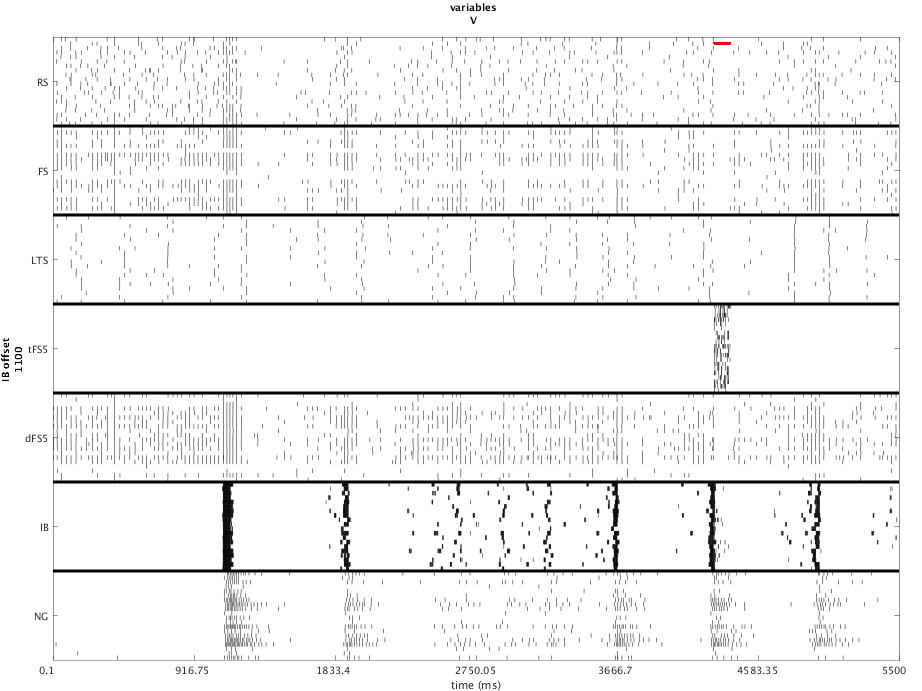 variables
V
RS
FS
LTS
tFS5
dFS5
IB
NG
IB offset
1100
0.1 916.75 1833.4 2750.05 3666.7 4583.35 5500
time (ms)